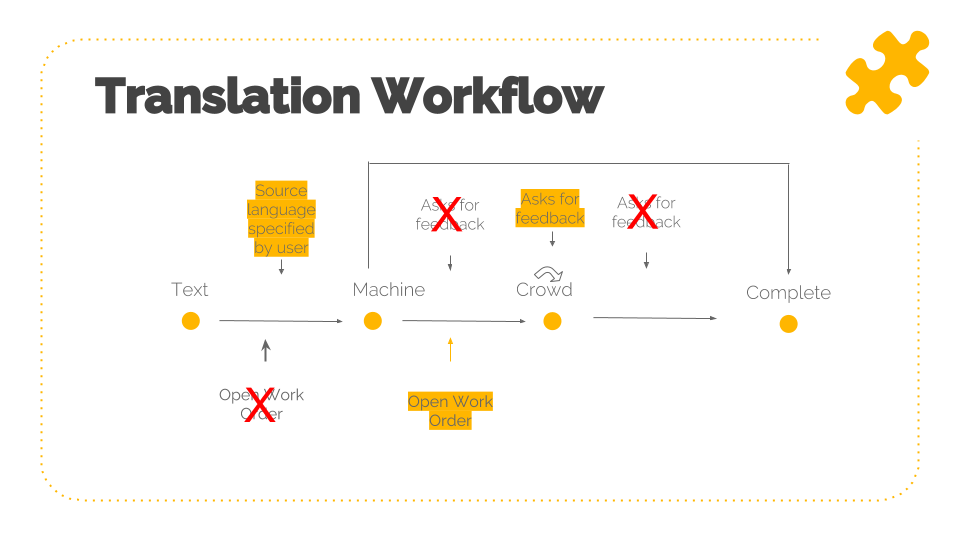 Translation Workflow
Source
language
specified
by user
Asks for
feedback
X
Asks for
feedback
Asks for
feedback
X
Text
Machine
Crowd
Complete
Open Work
Order
X
Open Work
Order